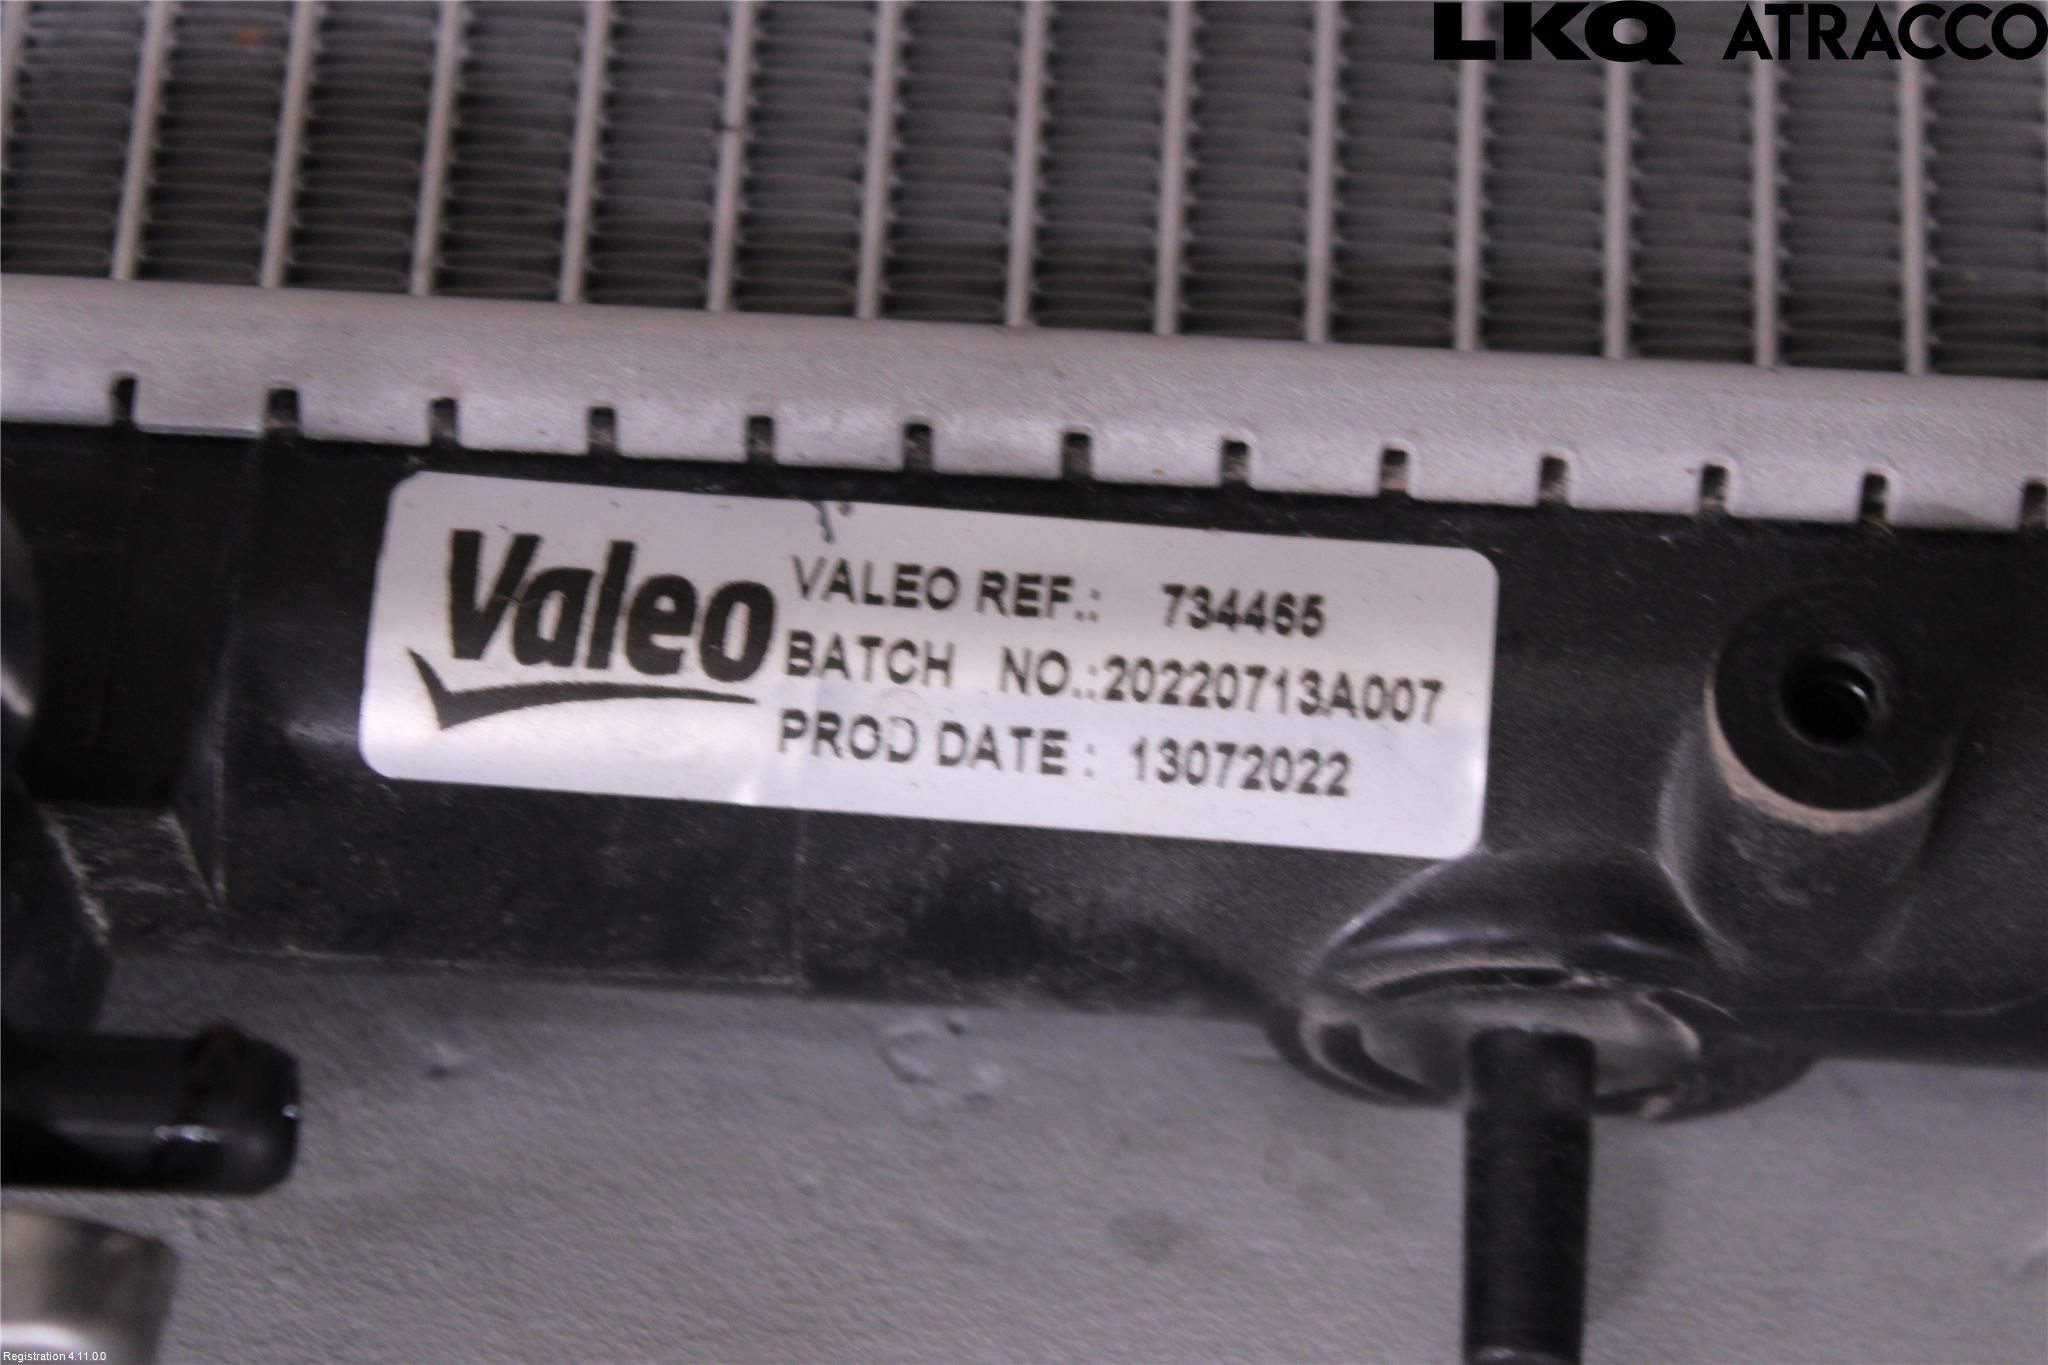 LKQ ATRACCO
Valeo
VALEO REF.: 734465
BATCH NO.:20220713A007
PROD DATE : 13072022
Registration 4.11.0.0